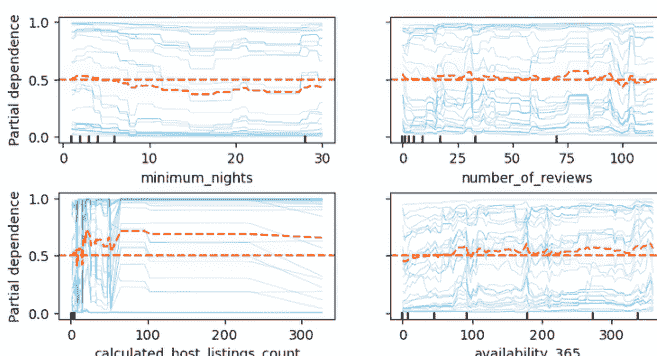 Partial dependence
1.0
0.5
0.0
0 10 20 30
minimum_nights
0 25 50 75 100
number_of_reviews
Partial dependence
1.0
0.5
0.0
0 100 200 300
calculated_host_listings_count
0 100 200 300
availability_365